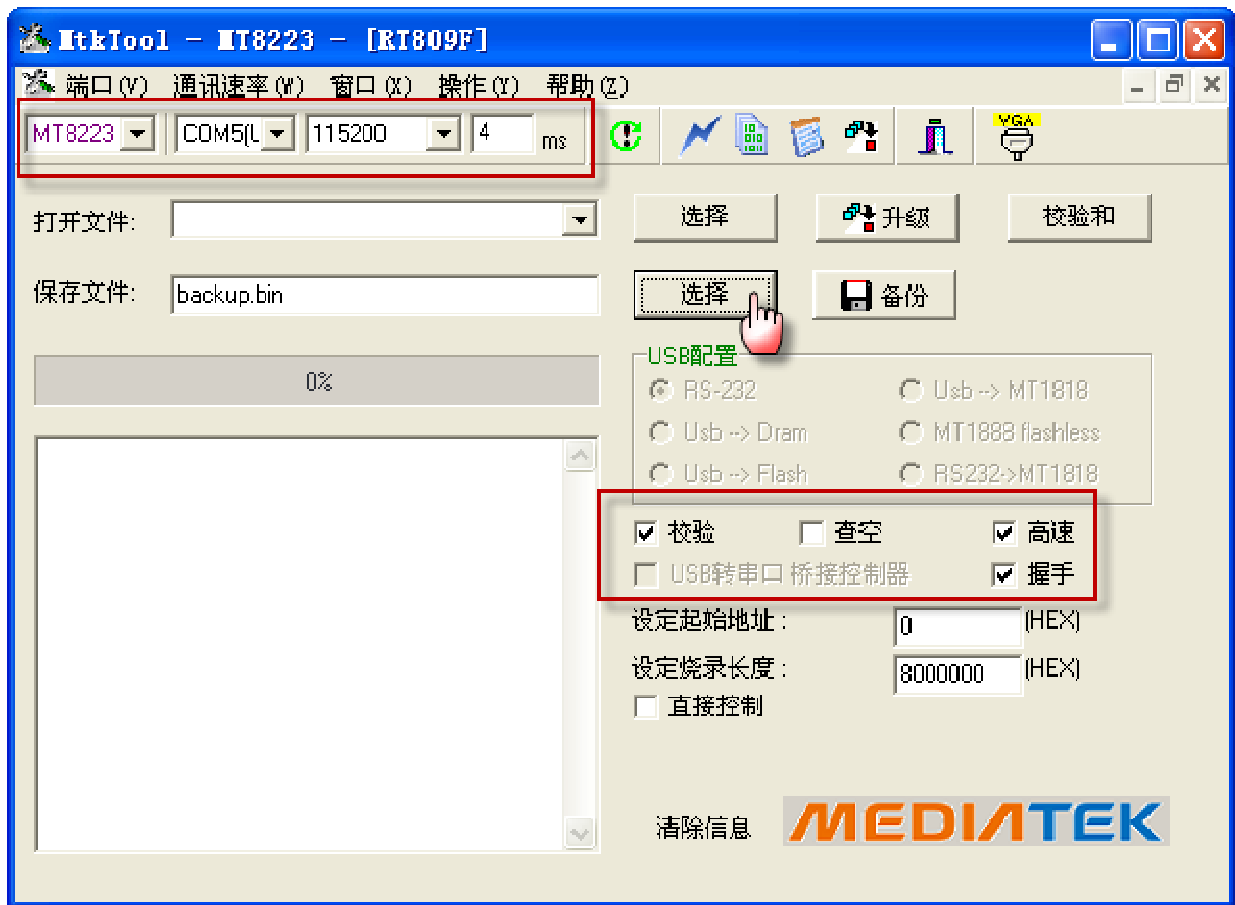 MtkTool - MT8223 - [RT809F]
端口(V) 通讯速率(W) 窗口(X) 操作(Y) 帮助(Z)
MT8223 COM5(L 115200 4 ms
VGA
打开文件: 选择 升级 校验和
保存文件: backup.bin 选择 备份
USB配置
0%
RS-232 Usb --> MT1818
Usb --> Dram MT1888 flashless
Usb --> Flash RS232->MT1818
校验 查空 高速
USB转串口 桥接控制器 握手
设定起始地址: 0 (HEX)
设定烧录长度: 8000000 (HEX)
直接控制
清除信息 MEDIATEK